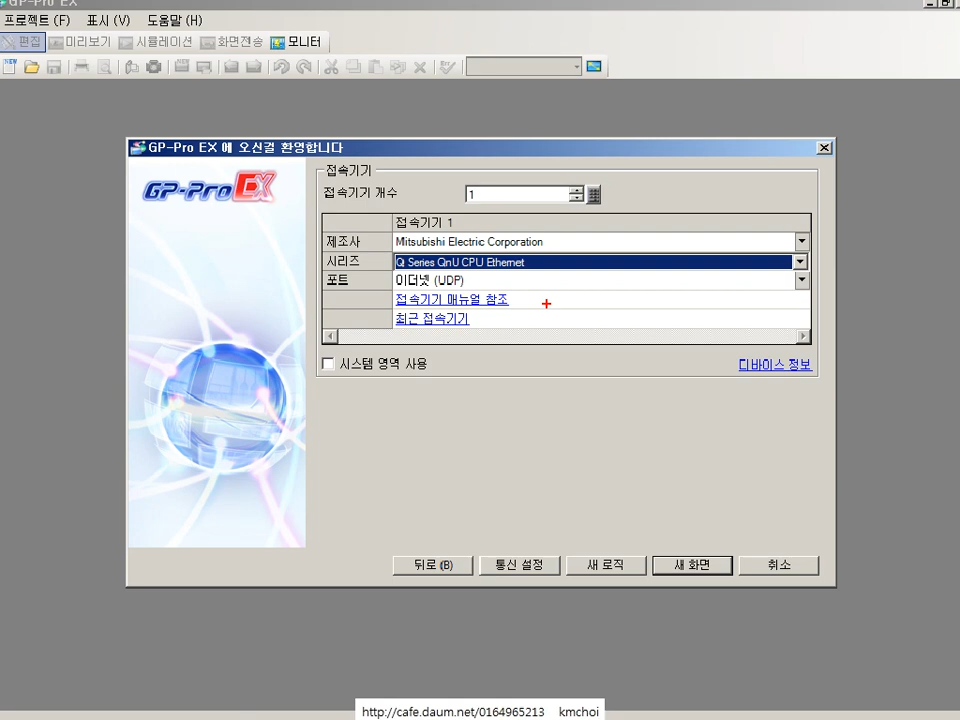 GP-Pro EX
프로젝트 (F) 표시 (V) 도움말 (H)
편집 미리보기 시뮬레이션 화면전송 모니터
NEW
GP-Pro EX 에 오신걸 환영합니다
GP-Pro EX
접속기기
접속기기 개수 1
접속기기 1
제조사 Mitsubishi Electric Corporation
시리즈 Q Series QnU CPU Ethernet
포트 이더넷 (UDP)
접속기기 매뉴얼 참조
최근 접속기기
시스템 영역 사용 디바이스 정보
뒤로 (B) 통신 설정 새 로직 새 화면 취소
http://cafe.daum.net/0164965213 kmchoi